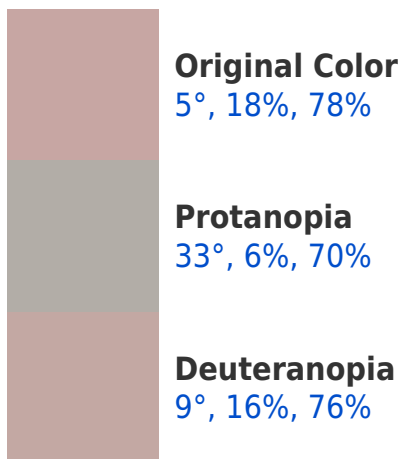 Original Color
5°, 18%, 78%
Protanopia
33°, 6%, 70%
Deuteranopia
9°, 16%, 76%